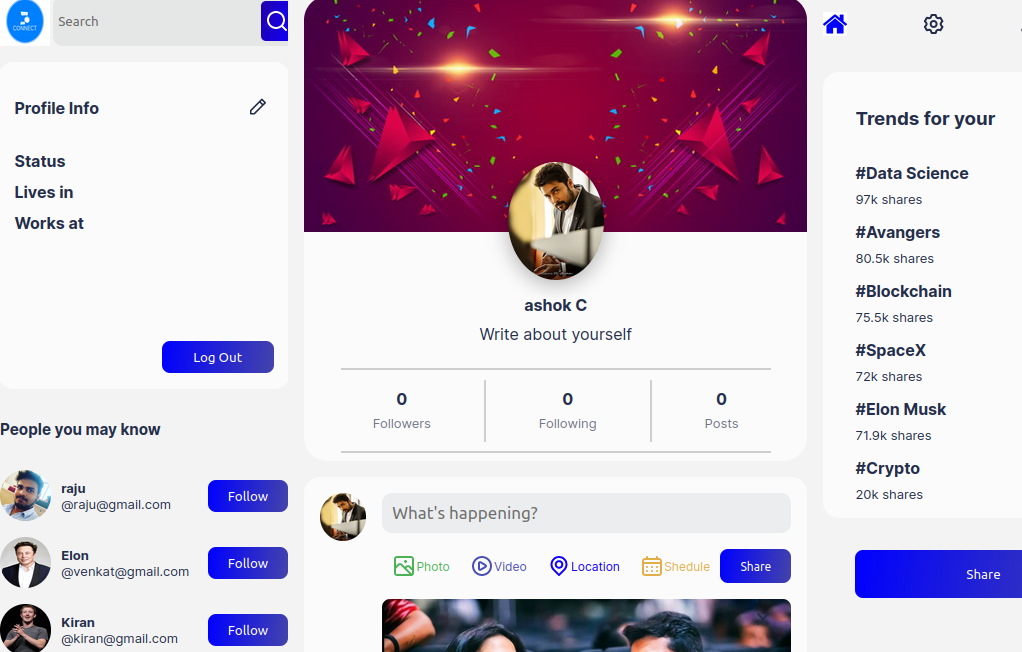 CONNECT
Search
Profile Info
Status
Lives in
Works at
Log Out
People you may know
raju
@raju@gmail.com
Follow
Elon
@venkat@gmail.com
Follow
Kiran
@kiran@gmail.com
Follow
ashok C
Write about yourself
0
Followers
0
Following
0
Posts
What's happening?
Photo
Video
Location
Shedule
Share
Trends for your
#Data Science
97k shares
#Avangers
80.5k shares
#Blockchain
75.5k shares
#SpaceX
72k shares
#Elon Musk
71.9k shares
#Crypto
20k shares
Share